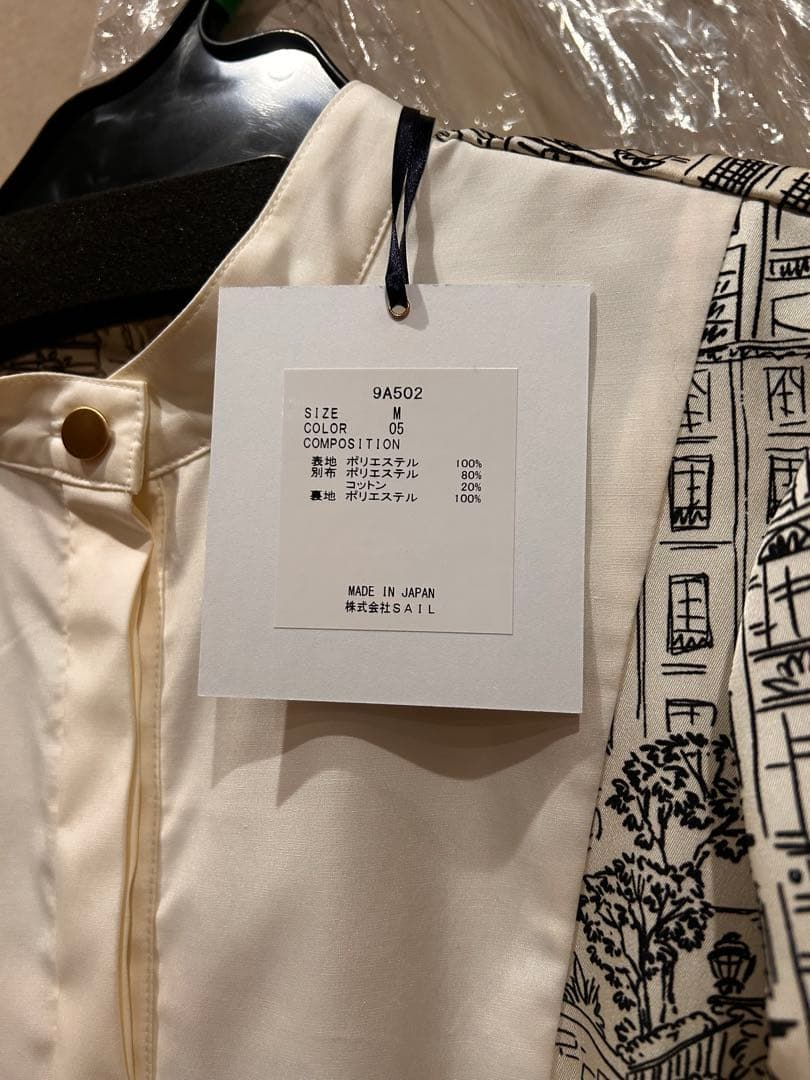 9A502
SIZE M
COLOR 05
COMPOSITION
表地 ポリエステル 100%
別布 ポリエステル 80%
コットン 20%
裏地 ポリエステル 100%
MADE IN JAPAN
株式会社SAIL